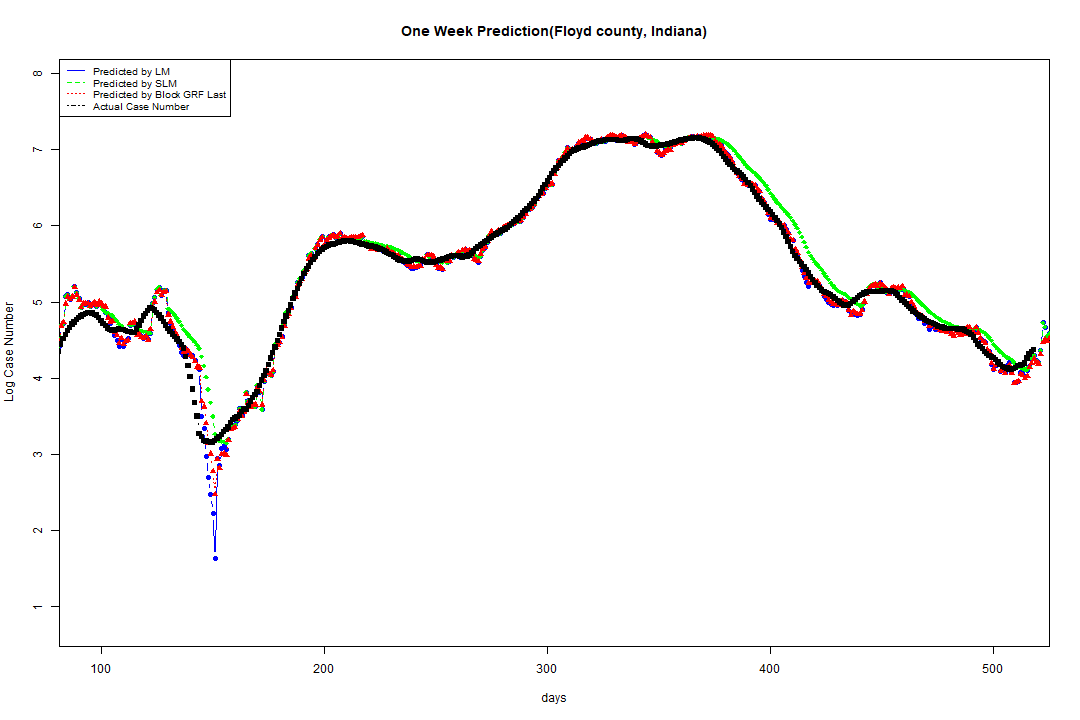 One Week Prediction(Floyd county, Indiana)
Predicted by LM
Predicted by SLM
Predicted by Block GRF Last
Actual Case Number
8
7
6
5
4
3
2
1
Log Case Number
100 200 300 400 500
days